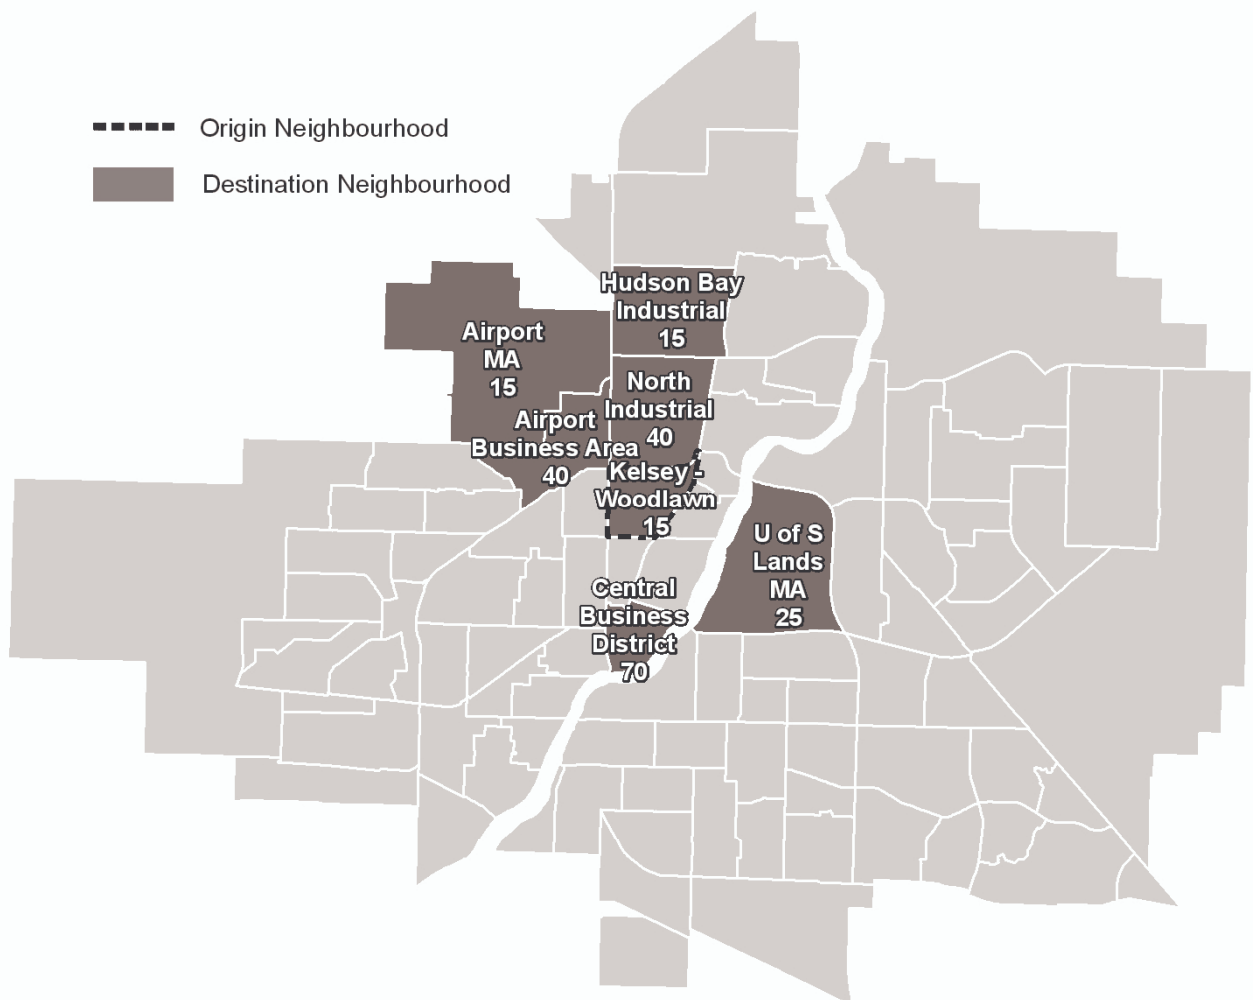 Origin Neighbourhood
Destination Neighbourhood
Hudson Bay
Industrial
15
Airport
MA
15
North
Industrial
40
Airport
Business Area
40
Kelsey -
Woodlawn
15
U of S
Lands
MA
25
Central
Business
District
70